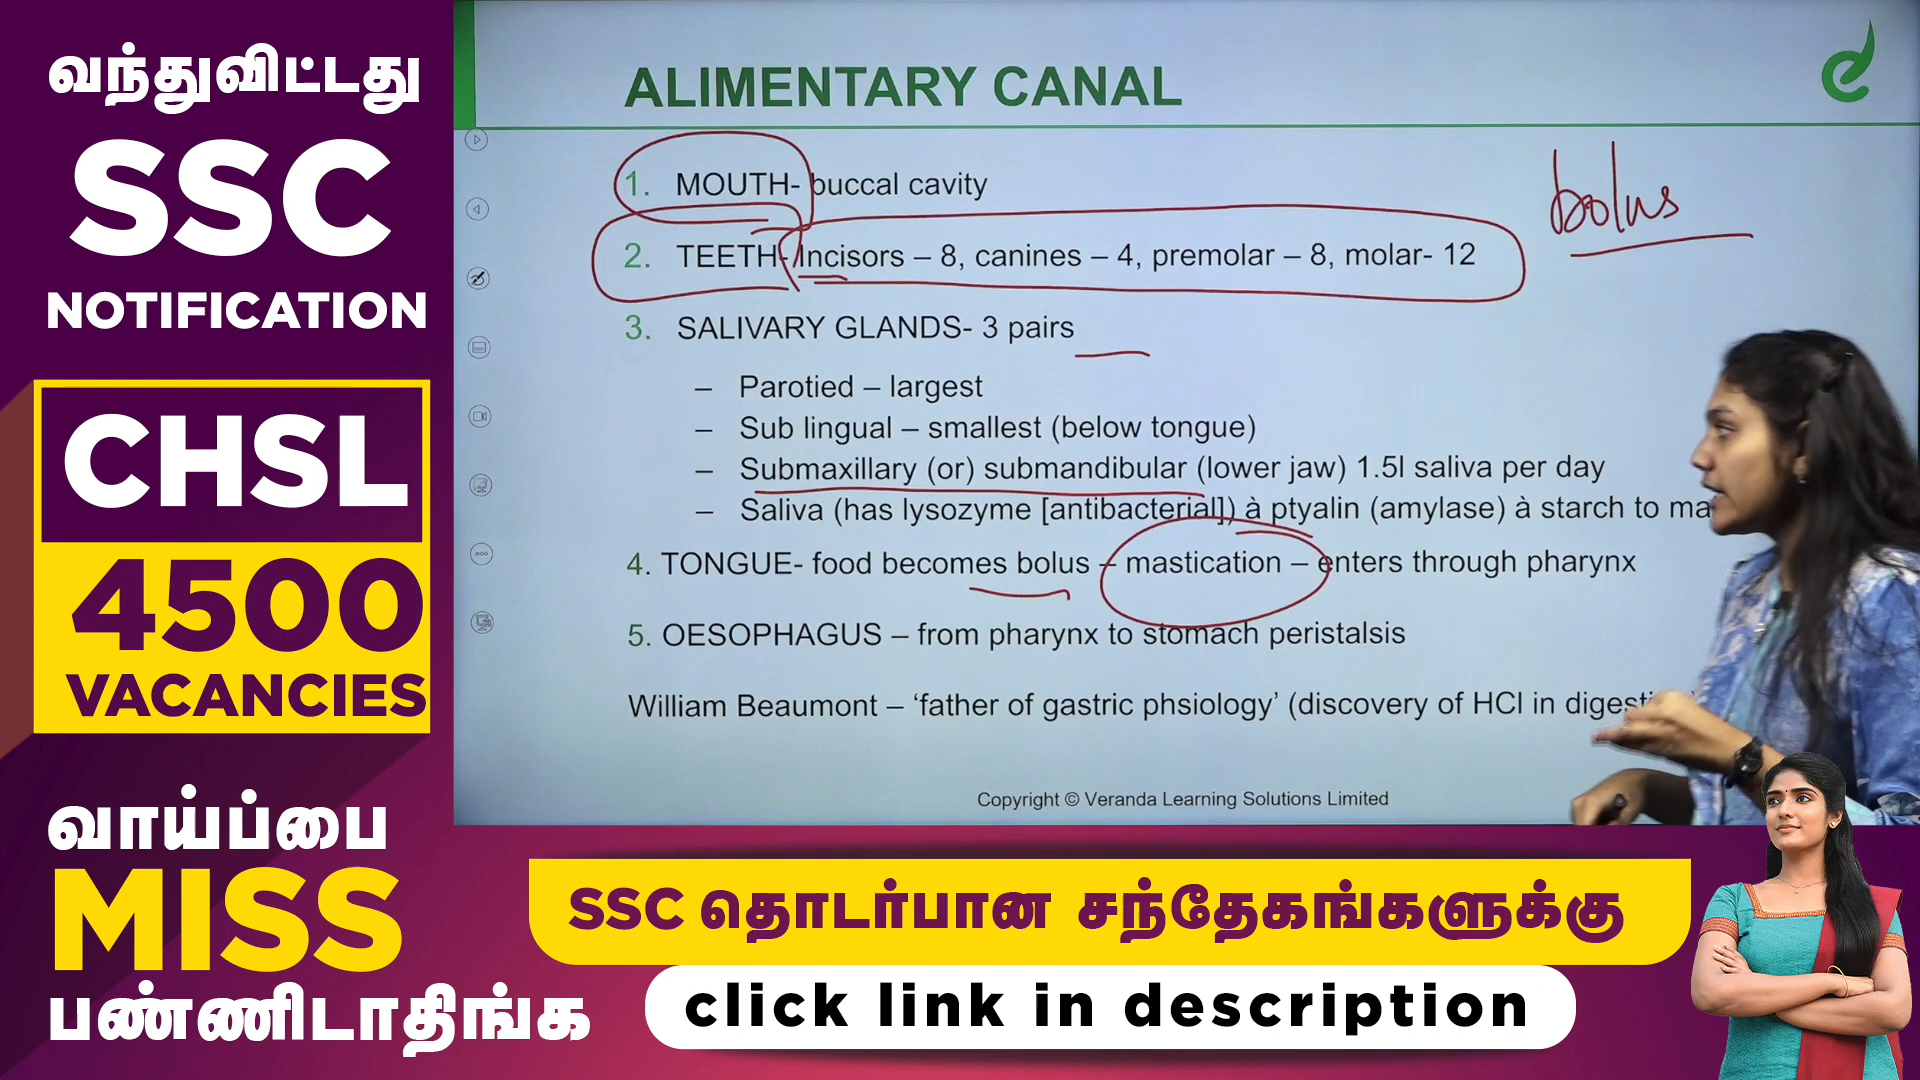 வந்துவிட்டது
SSC
NOTIFICATION
CHSL
4500
VACANCIES
வாய்ப்பை
MISS
பண்ணிடாதிங்க
ALIMENTARY CANAL
1. MOUTH- buccal cavity
2. TEETH- Incisors – 8, canines – 4, premolar – 8, molar- 12
3. SALIVARY GLANDS- 3 pairs
– Parotied – largest
– Sub lingual – smallest (below tongue)
– Submaxillary (or) submandibular (lower jaw) 1.5l saliva per day
– Saliva (has lysozyme [antibacterial]) à ptyalin (amylase) à starch to ma
4. TONGUE- food becomes bolus – mastication – enters through pharynx
5. OESOPHAGUS – from pharynx to stomach peristalsis
William Beaumont – ‘father of gastric phsiology’ (discovery of HCl in digesti
Copyright © Veranda Learning Solutions Limited
bolus
SSC தொடர்பான சந்தேகங்களுக்கு
click link in description